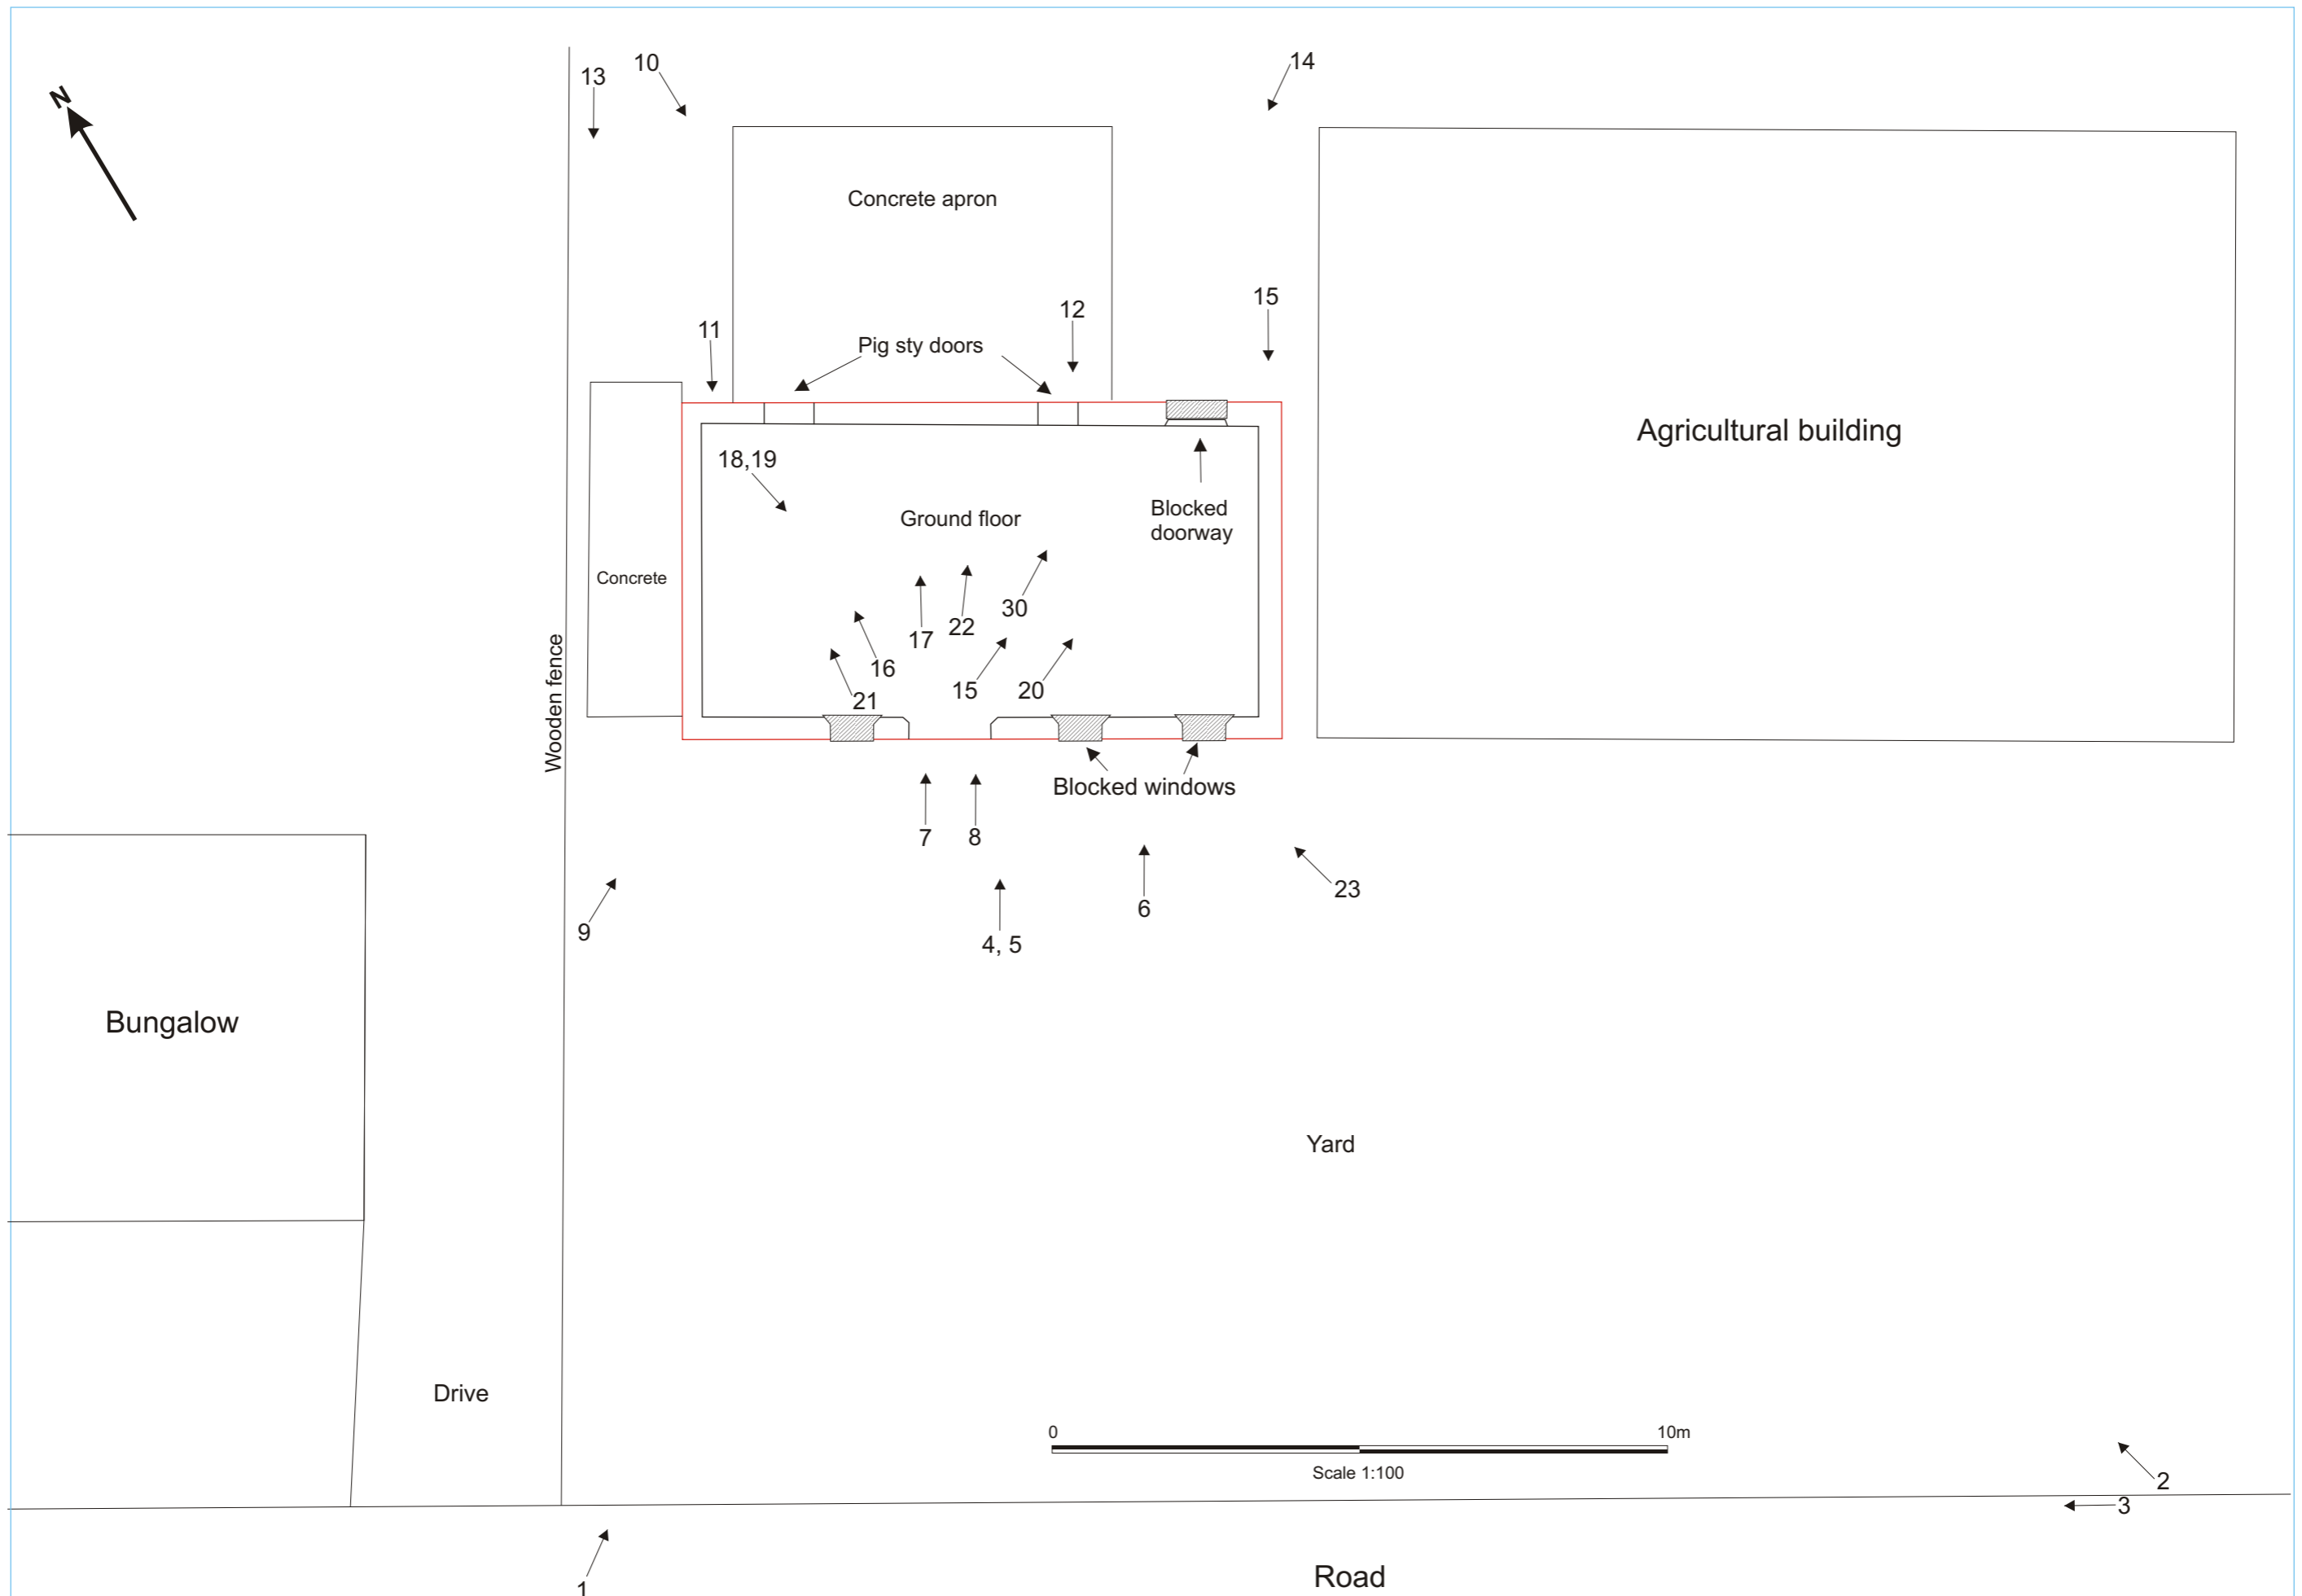 N
13
10
14
Concrete apron
15
12
11
Pig sty doors
Agricultural building
18,19
Ground floor
Blocked
doorway
Concrete
30
22
17
16
15
20
21
Wooden fence
Blocked windows
7
8
23
6
9
4, 5
Bungalow
Yard
Drive
0
10m
Scale 1:100
2
3
1
Road